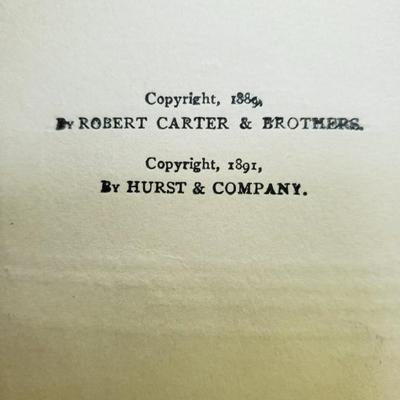 Copyright, 1889,
By ROBERT CARTER & BROTHERS.
Copyright, 1891,
By HURST & COMPANY.